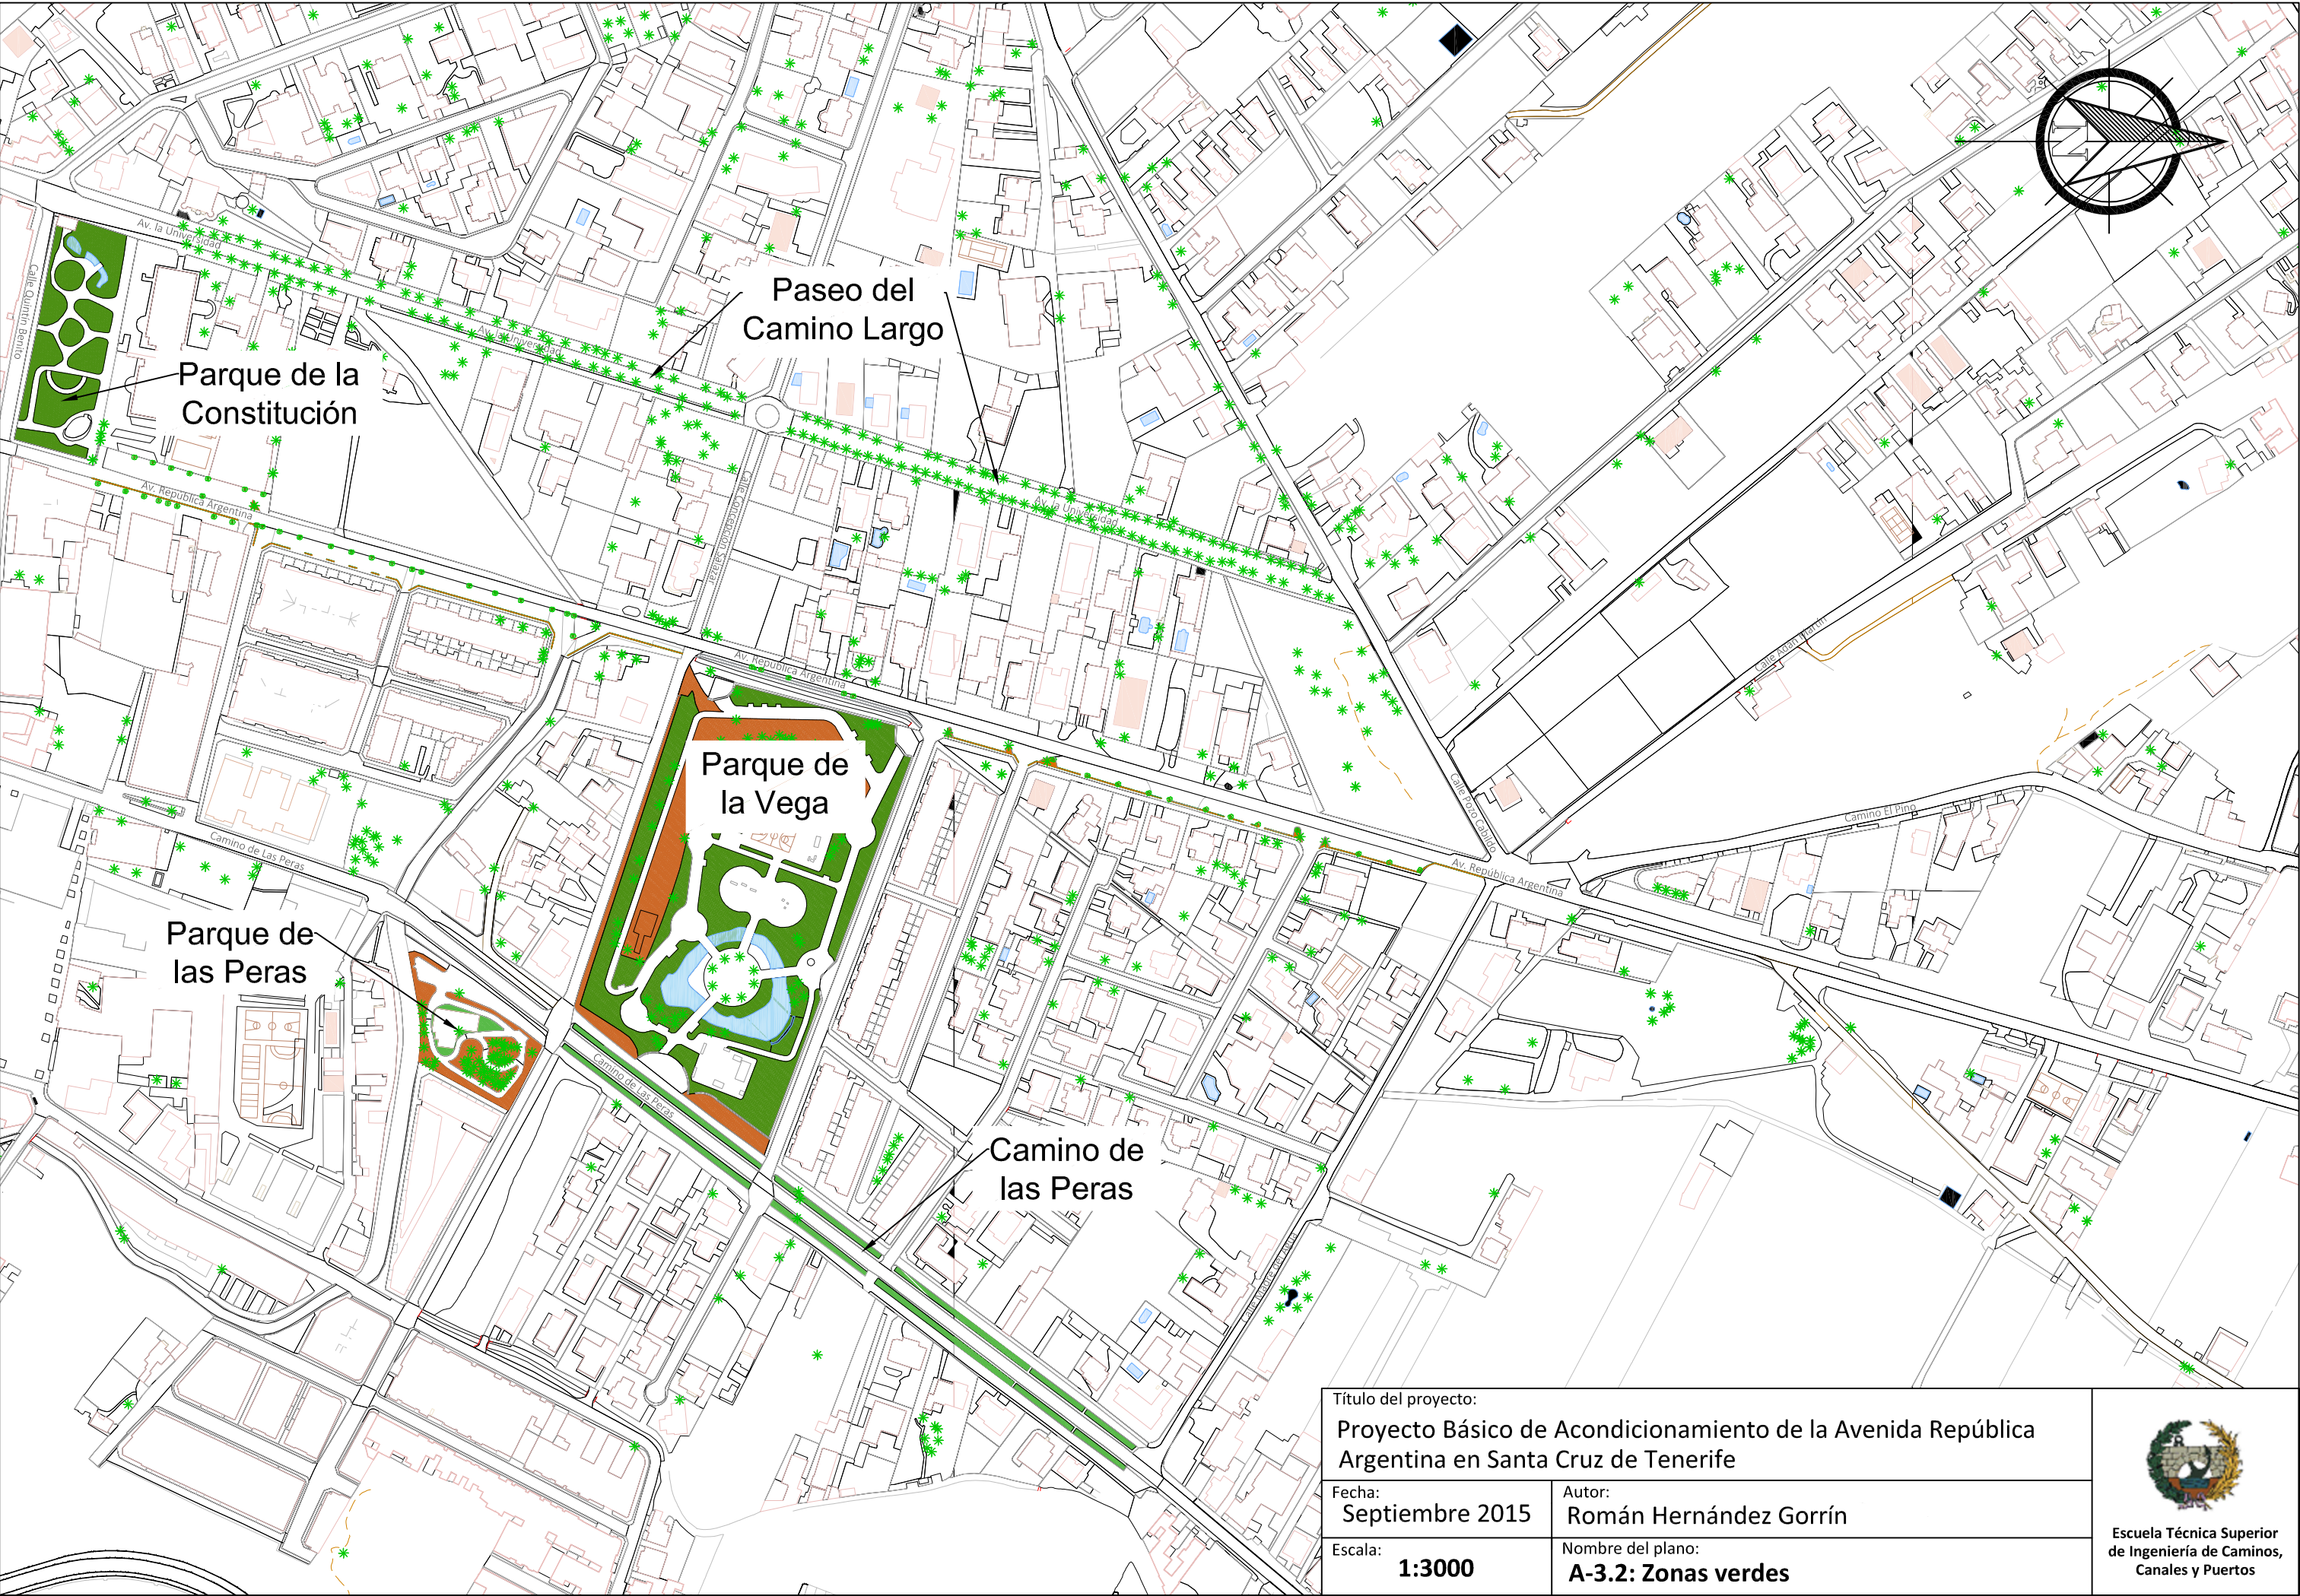 Av. la Universidad
Calle Quintín Benito
Paseo del
Camino Largo
Av. la Universidad
Parque de la
Constitución
Av. República Argentina
Calle Concepción Salazar
Av. la Universidad
N
Av. República Argentina
Calle Adán Martín
Parque de
la Vega
Calle Pozo Cabildo
Camino El Pino
Camino de Las Peras
Av. República Argentina
Parque de
las Peras
Camino de Las Peras
Camino de
las Peras
Calle Madre del Agua
Título del proyecto:
Proyecto Básico de Acondicionamiento de la Avenida República
Argentina en Santa Cruz de Tenerife
Fecha:
Septiembre 2015
Autor:
Román Hernández Gorrín
Escala:
1:3000
Nombre del plano:
A-3.2: Zonas verdes
Escuela Técnica Superior
de Ingeniería de Caminos,
Canales y Puertos